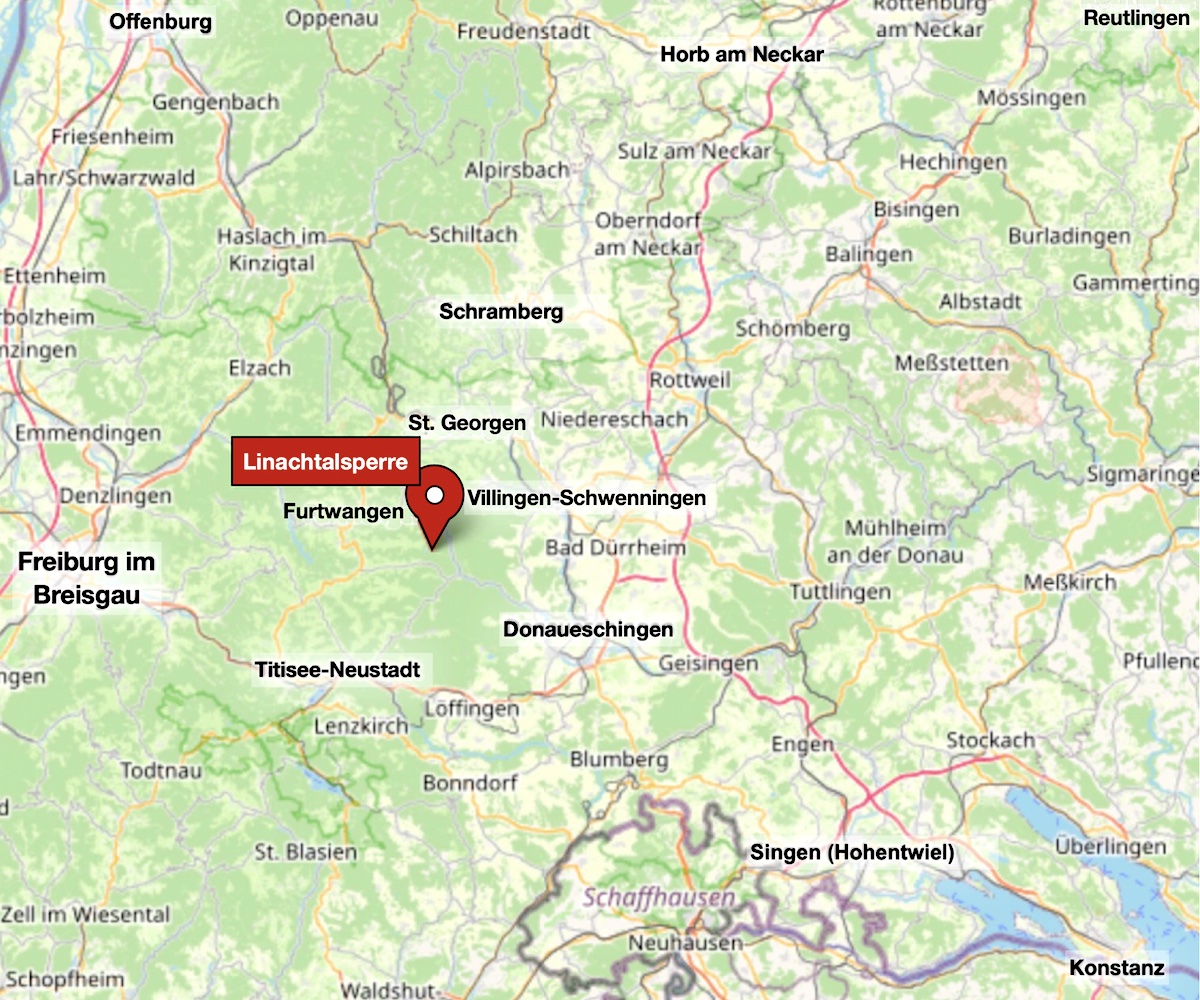 Offenburg
Oppenau
Freudenstadt
Rottenburg
am Neckar
Reutlingen
Horb am Neckar
Gengenbach
Mössingen
Friesenheim
Sulz am Neckar
Hechingen
Alpirsbach
Lahr/Schwarzwald
Bisingen
Oberndorf
am Neckar
Haslach im
Kinzigtal
Schiltach
Burladingen
Balingen
Ettenheim
Gammerting
Albstadt
Schramberg
rbolzheim
Schömberg
nzingen
Meßstetten
Elzach
Rottweil
St. Georgen
Niedereschach
Emmendingen
Linachtalsperre
Sigmaringe
Denzlingen
Villingen-Schwenningen
Furtwangen
Mühlheim
an der Donau
Bad Dürrheim
Freiburg im
Breisgau
Meßkirch
Tuttlingen
Donaueschingen
Geisingen
Pfullend
Titisee-Neustadt
ngen
Löffingen
Lenzkirch
Engen
Stockach
Blumberg
Todtnau
Bonndorf
d
Überlingen
St. Blasien
Singen (Hohentwiel)
Schaffhausen
Zell im Wiesental
Neuhausen
Konstanz
Schopfheim
Waldshut-